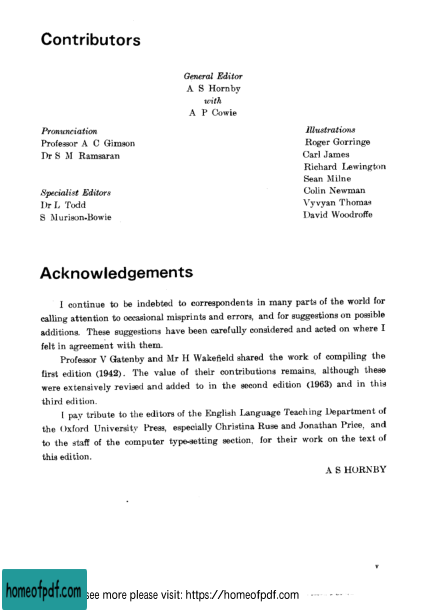 Contributors
General Editor
A S Hornby
with
A P Cowie
Pronunciation
Professor A C Gimson
Dr S M Ramsaran
Specialist Editors
Dr L Todd
S Murison-Bowie
Illustrations
Roger Gorringe
Carl James
Richard Lewington
Sean Milne
Colin Newman
Vyvyan Thomas
David Woodroffe
Acknowledgements
I continue to be indebted to correspondents in many parts of the world for
calling attention to occasional misprints and errors, and for suggestions on possible
additions. These suggestions have been carefully considered and acted on where I
felt in agreement with them.
Professor V Gatenby and Mr H Wakefield shared the work of compiling the
first edition (1942). The value of their contributions remains, although these
were extensively revised and added to in the second edition (1963) and in this
third edition.
I pay tribute to the editors of the English Language Teaching Department of
the Oxford University Press, especially Christina Ruse and Jonathan Price, and
to the staff of the computer type-setting section, for their work on the text of
this edition.
A S HORNBY
v
homeofpdf.com see more please visit: https://homeofpdf.com